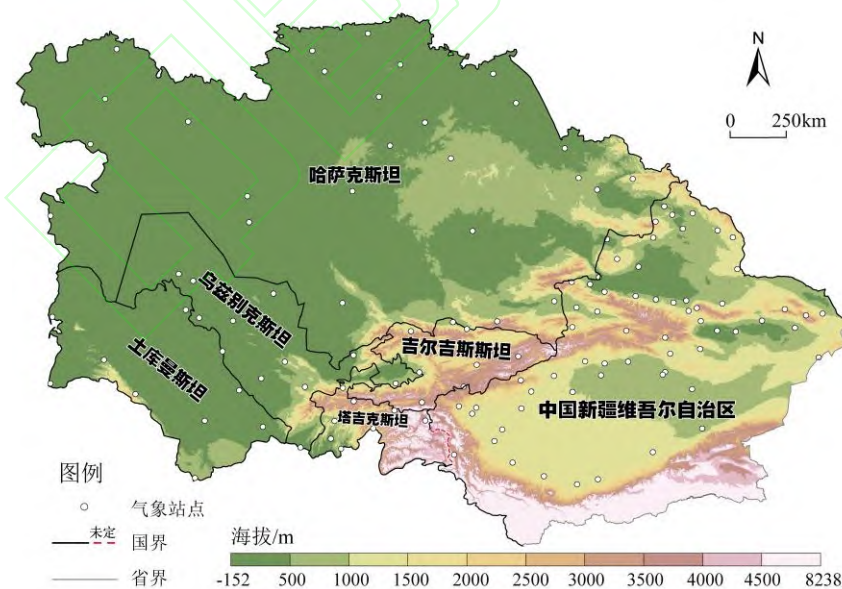 N
0 250km
哈萨克斯坦
乌兹别克斯坦
土库曼斯坦
吉尔吉斯斯坦
塔吉克斯坦
中国新疆维吾尔自治区
图例
气象站点
未定 国界
省界
海拔/m
-152 500 1000 1500 2000 2500 3000 3500 4000 4500 8238